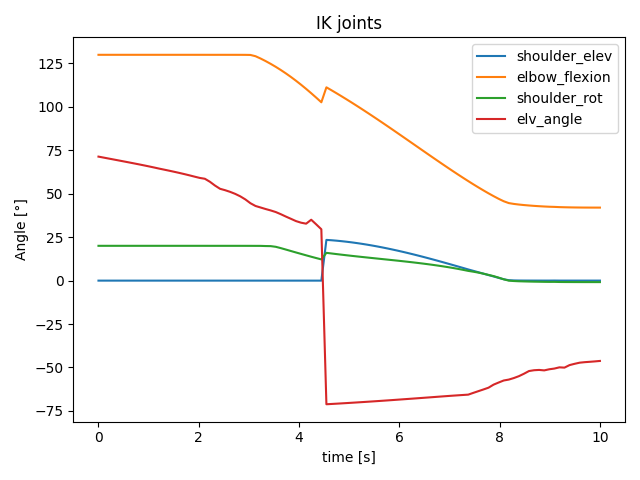 IK joints
shoulder_elev
elbow_flexion
shoulder_rot
elv_angle
Angle [°]
125
100
75
50
25
0
−25
−50
−75
0 2 4 6 8 10
time [s]